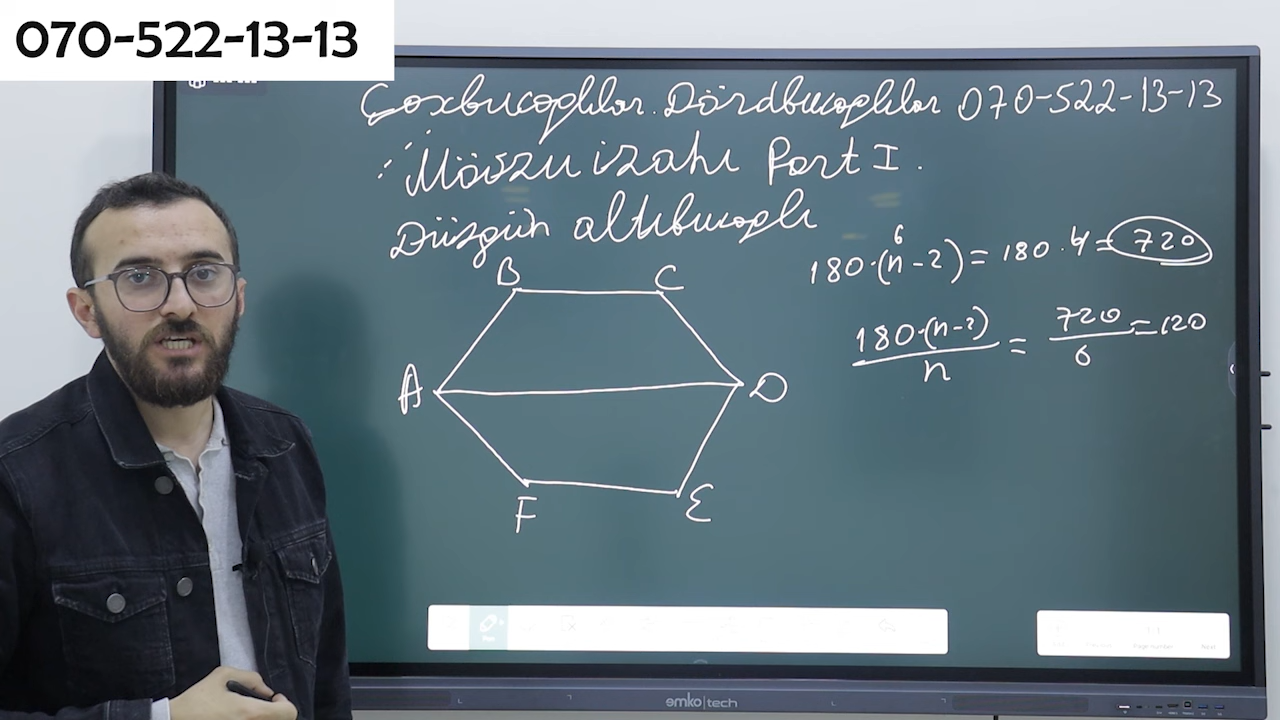 070-522-13-13
Çoxbucaqlılar. Dördbucaqlılar 070-522-13-13
Mövzu izahı Part I.
Düzgün altıbucaqlı
6
180·(n-2)=180·4=720
180·(n-2)/n = 720/6 = 120
B C
A D
F E
emko|tech